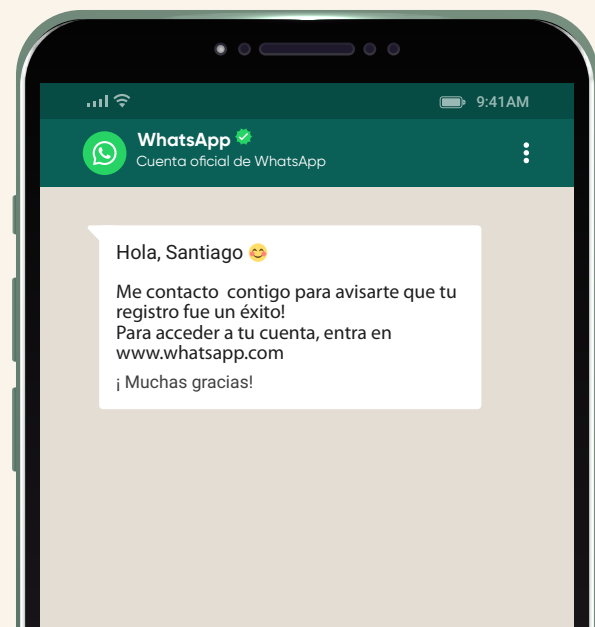 9:41AM
WhatsApp
Cuenta oficial de WhatsApp
Hola, Santiago 😊
Me contacto contigo para avisarte que tu
registro fue un éxito!
Para acceder a tu cuenta, entra en
www.whatsapp.com
¡ Muchas gracias!